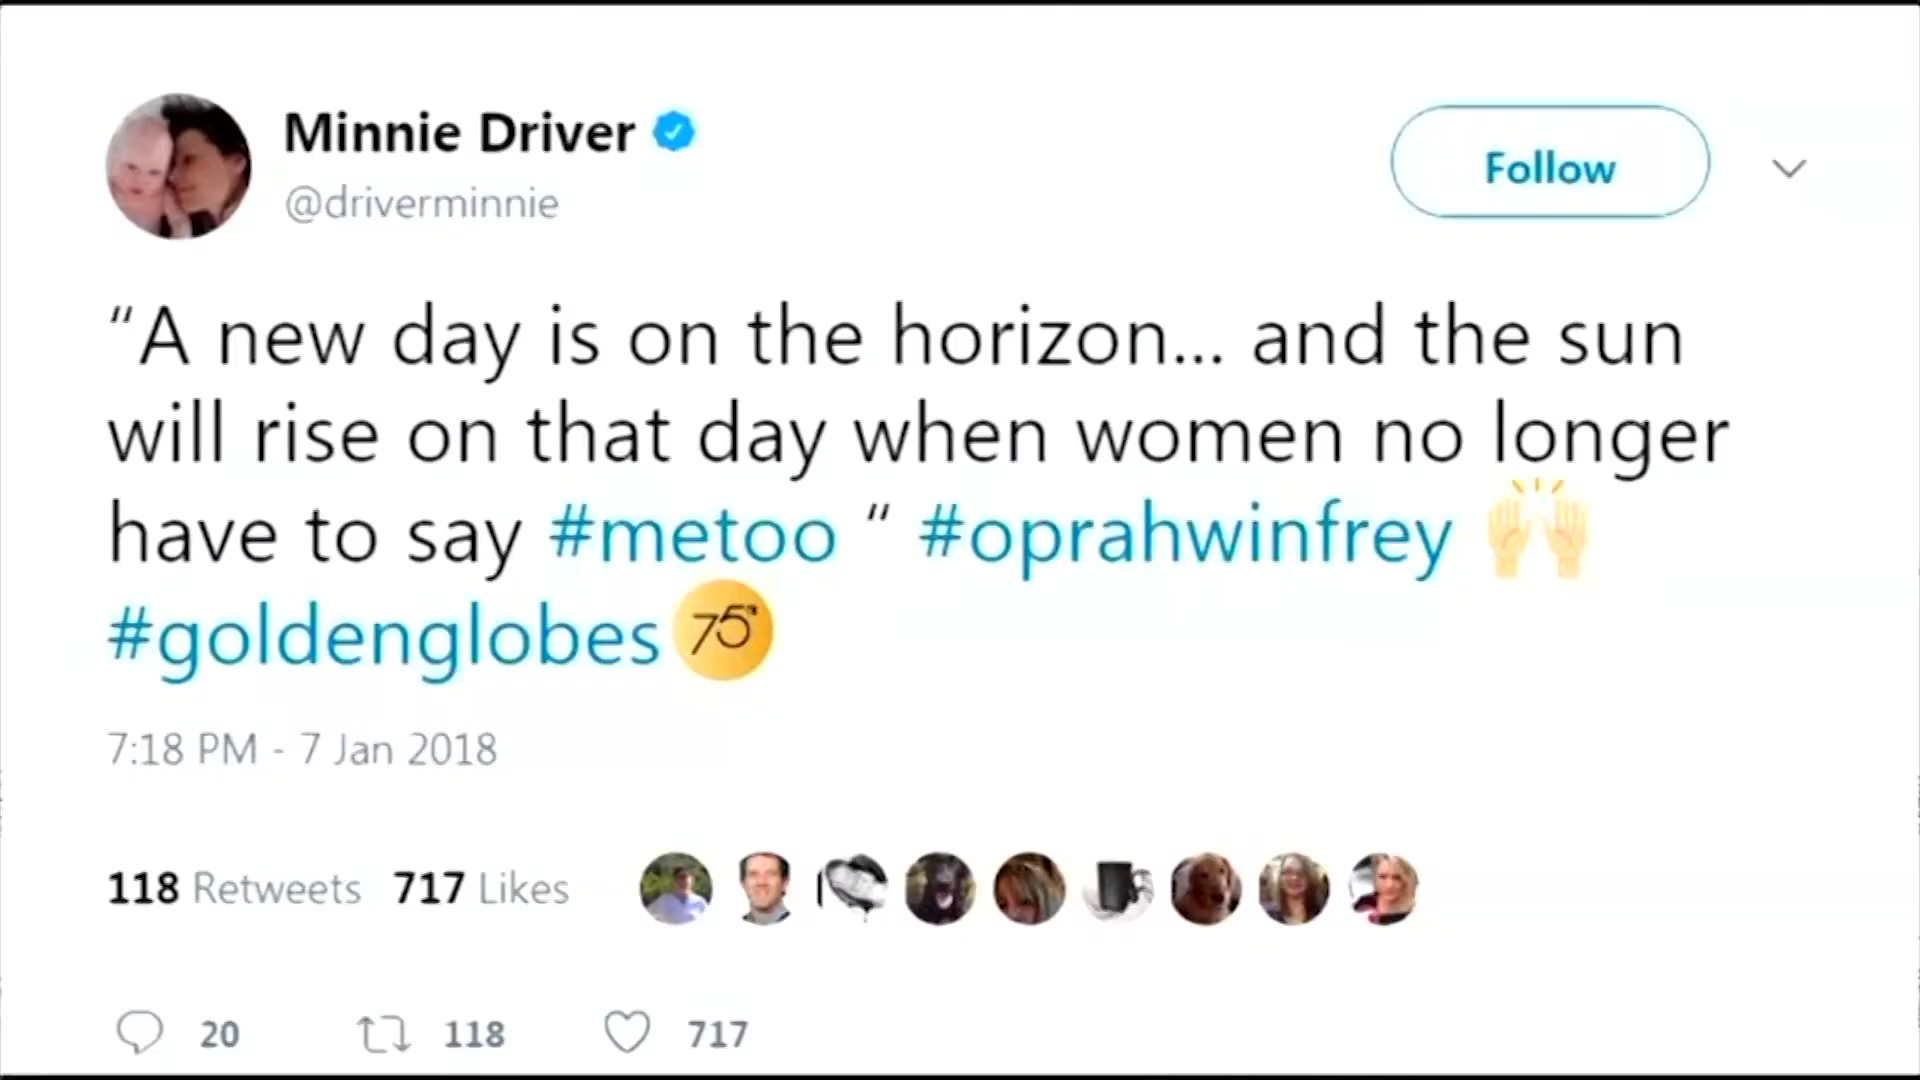 Minnie Driver
@driverminnie
Follow
“A new day is on the horizon... and the sun
will rise on that day when women no longer
have to say #metoo “ #oprahwinfrey 🙌
#goldenglobes 75
7:18 PM - 7 Jan 2018
118 Retweets 717 Likes
20 118 717